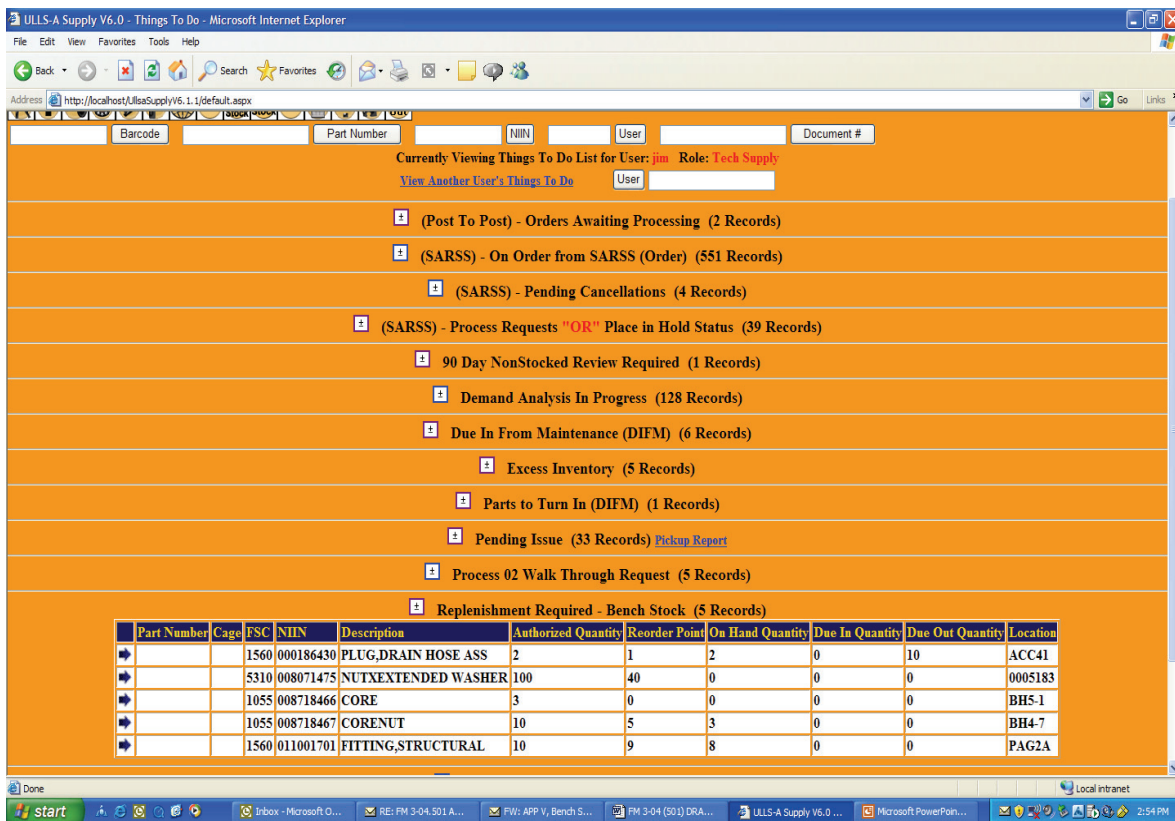 ULLS-A Supply V6.0 - Things To Do - Microsoft Internet Explorer
File Edit View Favorites Tools Help
Back Search Favorites
Address http://localhost/UllsaSupplyV6.1.1/default.aspx Go Links
Barcode Part Number NIIN User Document #
Currently Viewing Things To Do List for User: jim Role: Tech Supply
View Another User's Things To Do User
± (Post To Post) - Orders Awaiting Processing (2 Records)
± (SARSS) - On Order from SARSS (Order) (551 Records)
± (SARSS) - Pending Cancellations (4 Records)
± (SARSS) - Process Requests "OR" Place in Hold Status (39 Records)
± 90 Day NonStocked Review Required (1 Records)
± Demand Analysis In Progress (128 Records)
± Due In From Maintenance (DIFM) (6 Records)
± Excess Inventory (5 Records)
± Parts to Turn In (DIFM) (1 Records)
± Pending Issue (33 Records) Pickup Report
± Process 02 Walk Through Request (5 Records)
± Replenishment Required - Bench Stock (5 Records)
Part Number Cage FSC NIIN Description Authorized Quantity Reorder Point On Hand Quantity Due In Quantity Due Out Quantity Location
1560 000186430 PLUG,DRAIN HOSE ASS 2 1 2 0 10 ACC41
5310 008071475 NUTXEXTENDED WASHER 100 40 0 0 0 0005183
1055 008718466 CORE 3 0 0 0 0 BH5-1
1055 008718467 CORENUT 10 5 3 0 0 BH4-7
1560 011001701 FITTING,STRUCTURAL 10 9 8 0 0 PAG2A
Done Local intranet
start Inbox - Microsoft O... RE: FM 3-04.501 A... FW: APP V, Bench S... FM 3-04 (501) DRA... ULLS-A Supply V6.0 ... Microsoft PowerPoin... 2:54 PM